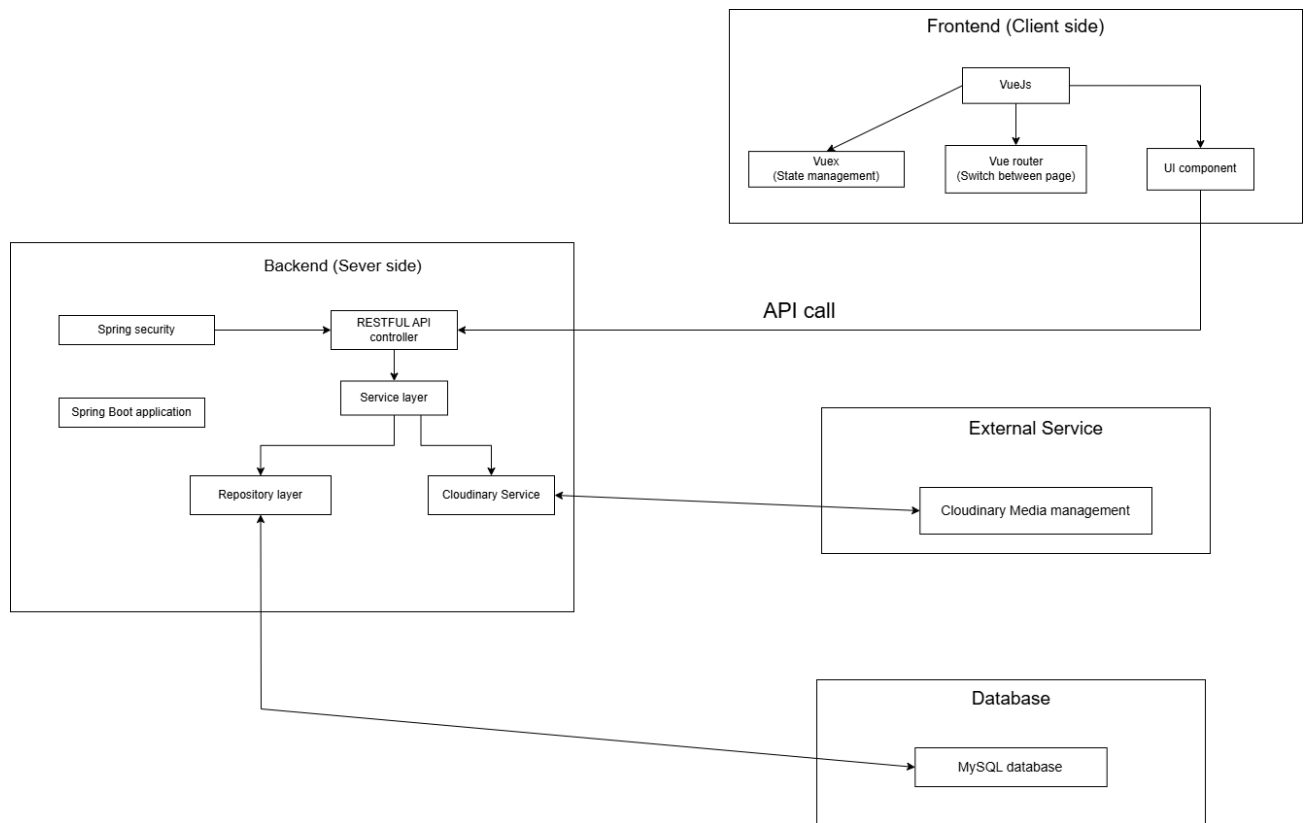 Frontend (Client side)
VueJs
Vuex
(State management)
Vue router
(Switch between page)
UI component
Backend (Sever side)
Spring security
RESTFUL API
controller
API call
Service layer
Spring Boot application
Repository layer
Cloudinary Service
External Service
Cloudinary Media management
Database
MySQL database